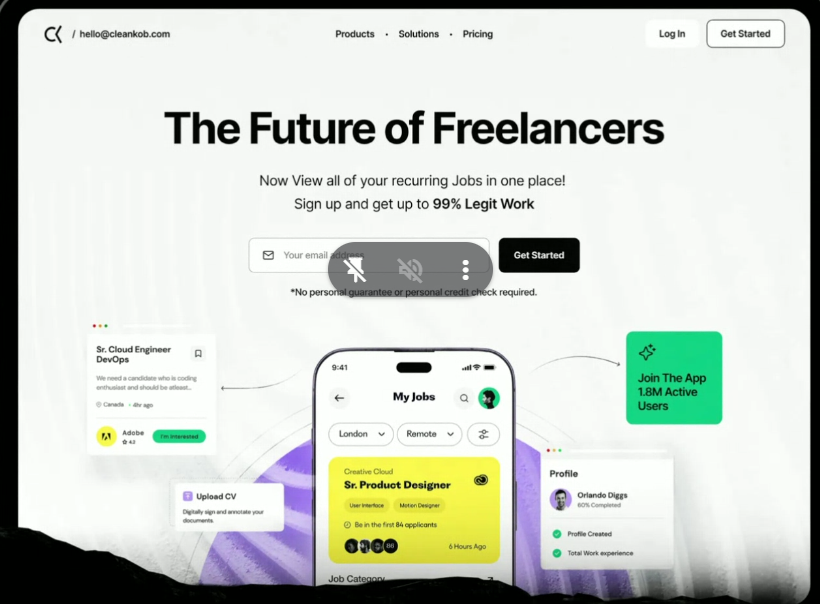 CK / hello@cleankob.com
Products • Solutions • Pricing
Log In
Get Started
The Future of Freelancers
Now View all of your recurring Jobs in one place!
Sign up and get up to 99% Legit Work
Your email address
Get Started
*No personal guarantee or personal credit check required.
Sr. Cloud Engineer
DevOps
We need a candidate who is coding
enthusiast and should be atleast...
Canada • 4hr ago
Adobe
4.2
I'm Interested
Upload CV
Digitally sign and annotate your
documents.
9:41
My Jobs
London
Remote
Creative Cloud
Sr. Product Designer
User Interface
Motion Designer
Be in the first 84 applicants
6 Hours Ago
Job Category
Join The App
1.8M Active
Users
Profile
Orlando Diggs
60% Completed
Profile Created
Total Work experience